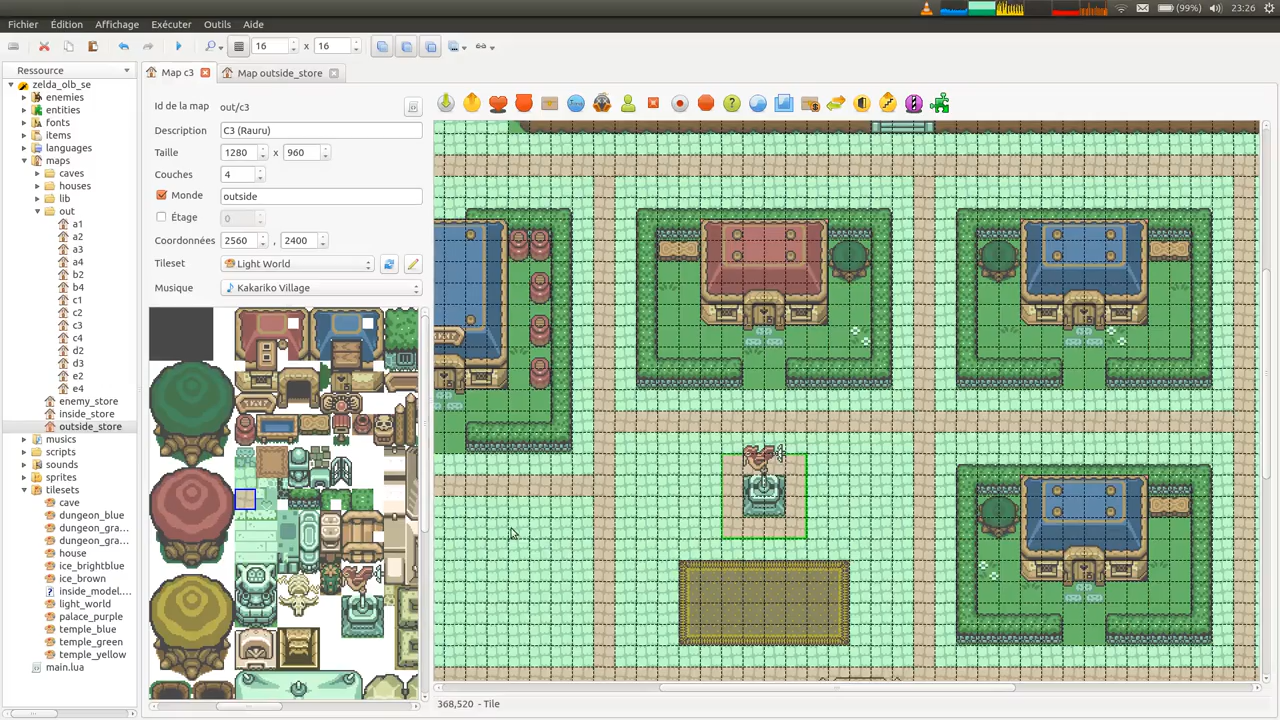 (99%) 23:26
Fichier Édition Affichage Exécuter Outils Aide
16 x 16
Ressource
zelda_olb_se
enemies
entities
fonts
items
languages
maps
caves
houses
lib
out
a1
a2
a3
a4
b2
b4
c1
c2
c3
c4
d2
d3
e2
e4
enemy_store
inside_store
outside_store
musics
scripts
sounds
sprites
tilesets
cave
dungeon_blue
dungeon_gra...
dungeon_gra...
house
ice_brightblue
ice_brown
inside_model....
light_world
palace_purple
temple_blue
temple_green
temple_yellow
main.lua
Map c3 Map outside_store
Id de la map out/c3
Description C3 (Rauru)
Taille 1280 x 960
Couches 4
Monde outside
Étage 0
Coordonnées 2560 , 2400
Tileset Light World
Musique Kakariko Village
368,520 - Tile